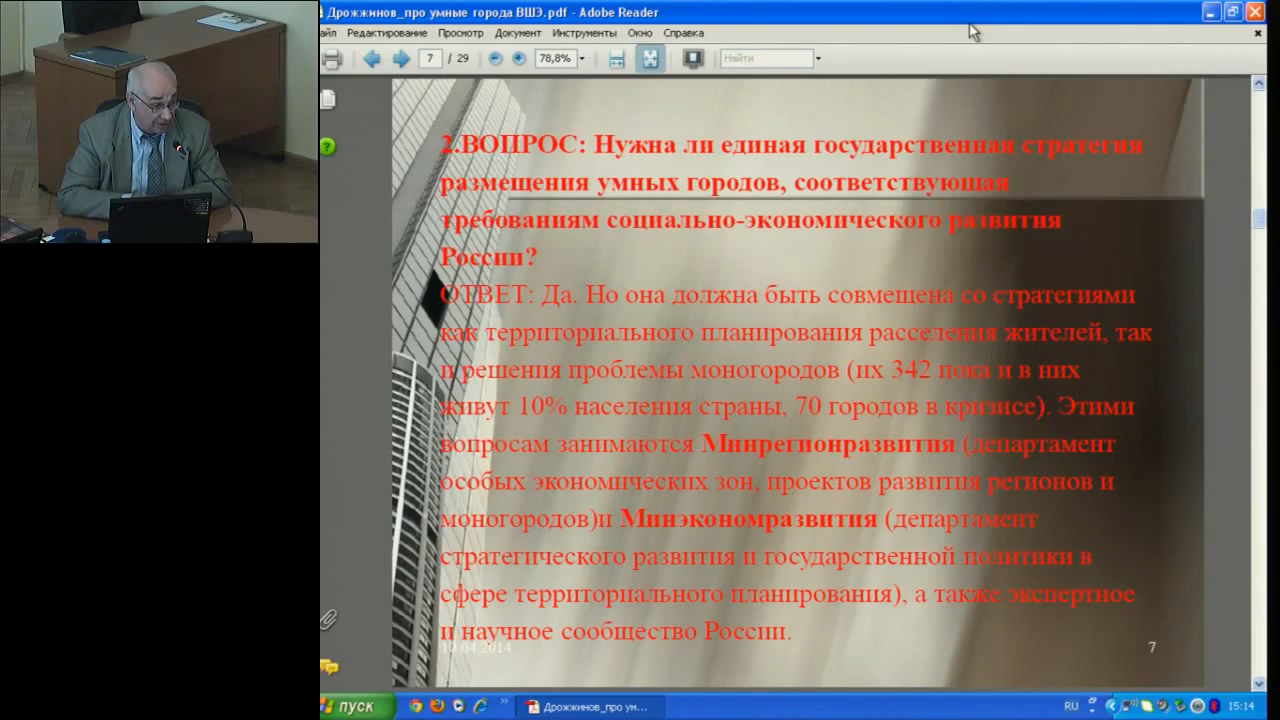 Дрожжинов_про умные города ВШЭ.pdf - Adobe Reader
айл Редактирование Просмотр Документ Инструменты Окно Справка
7 / 29 78,8% Найти
2.ВОПРОС: Нужна ли единая государственная стратегия
размещения умных городов, соответствующая
требованиям социально-экономического развития
России?
ОТВЕТ: Да. Но она должна быть совмещена со стратегиями
как территориального планирования расселения жителей, так
и решения проблемы моногородов (их 342 пока и в них
живут 10% населения страны, 70 городов в кризисе). Этими
вопросам занимаются Минрегионразвития (департамент
особых экономических зон, проектов развития регионов и
моногородов)и Минэкономразвития (департамент
стратегического развития и государственной политики в
сфере территориального планирования), а также экспертное
и научное сообщество России.
10.04.2014 7
пуск Дрожжинов_про ум... RU 15:14